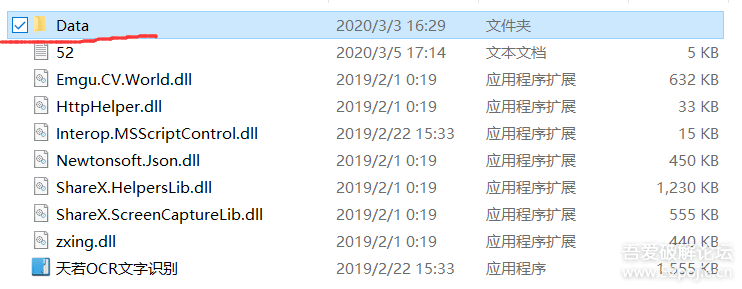 Data 2020/3/3 16:29 文件夹
52 2020/3/5 17:14 文本文档 5 KB
Emgu.CV.World.dll 2019/2/1 0:19 应用程序扩展 632 KB
HttpHelper.dll 2019/2/1 0:19 应用程序扩展 33 KB
Interop.MSScriptControl.dll 2019/2/22 15:33 应用程序扩展 15 KB
Newtonsoft.Json.dll 2019/2/1 0:19 应用程序扩展 450 KB
ShareX.HelpersLib.dll 2019/2/1 0:19 应用程序扩展 1,230 KB
ShareX.ScreenCaptureLib.dll 2019/2/1 0:19 应用程序扩展 555 KB
zxing.dll 2019/2/1 0:19 应用程序扩展 440 KB
天若OCR文字识别 2019/2/22 15:33 应用程序 1,555 KB
吾爱破解论坛
www.52pojie.cn